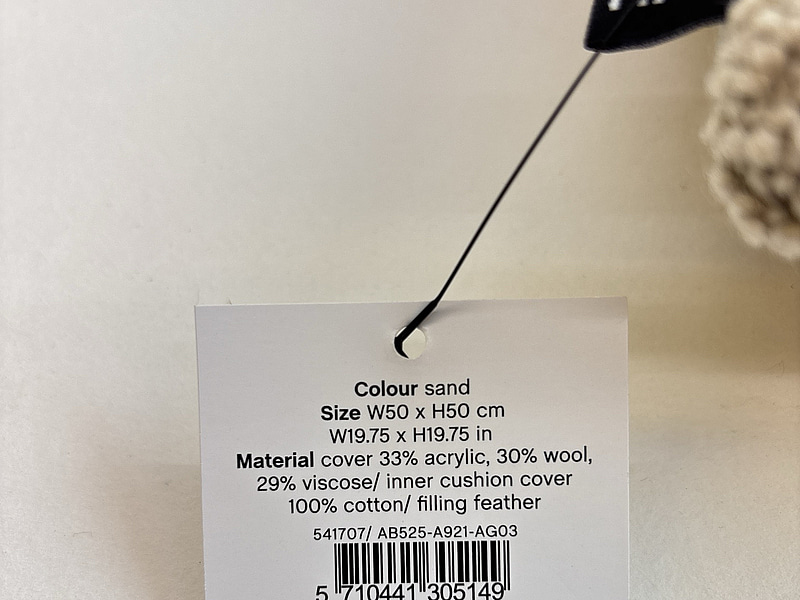 Colour sand
Size W50 x H50 cm
W19.75 x H19.75 in
Material cover 33% acrylic, 30% wool,
29% viscose/ inner cushion cover
100% cotton/ filling feather
541707/ AB525-A921-AG03
5 710441 305149